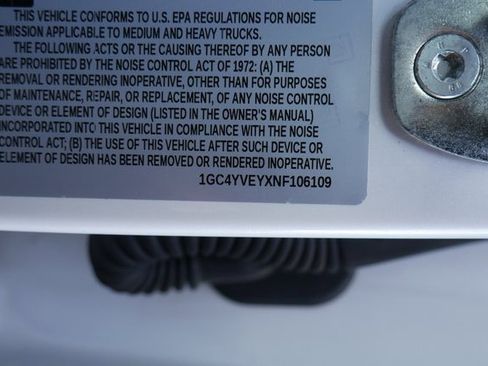 THIS VEHICLE CONFORMS TO U.S. EPA REGULATIONS FOR NOISE
EMISSION APPLICABLE TO MEDIUM AND HEAVY TRUCKS.
THE FOLLOWING ACTS OR THE CAUSING THEREOF BY ANY PERSON
ARE PROHIBITED BY THE NOISE CONTROL ACT OF 1972: (A) THE
REMOVAL OR RENDERING INOPERATIVE, OTHER THAN FOR PURPOSES
OF MAINTENANCE, REPAIR, OR REPLACEMENT, OF ANY NOISE CONTROL
DEVICE OR ELEMENT OF DESIGN (LISTED IN THE OWNER'S MANUAL)
INCORPORATED INTO THIS VEHICLE IN COMPLIANCE WITH THE NOISE
CONTROL ACT; (B) THE USE OF THIS VEHICLE AFTER SUCH DEVICE OR
ELEMENT OF DESIGN HAS BEEN REMOVED OR RENDERED INOPERATIVE.
1GC4YVEYXNF106109